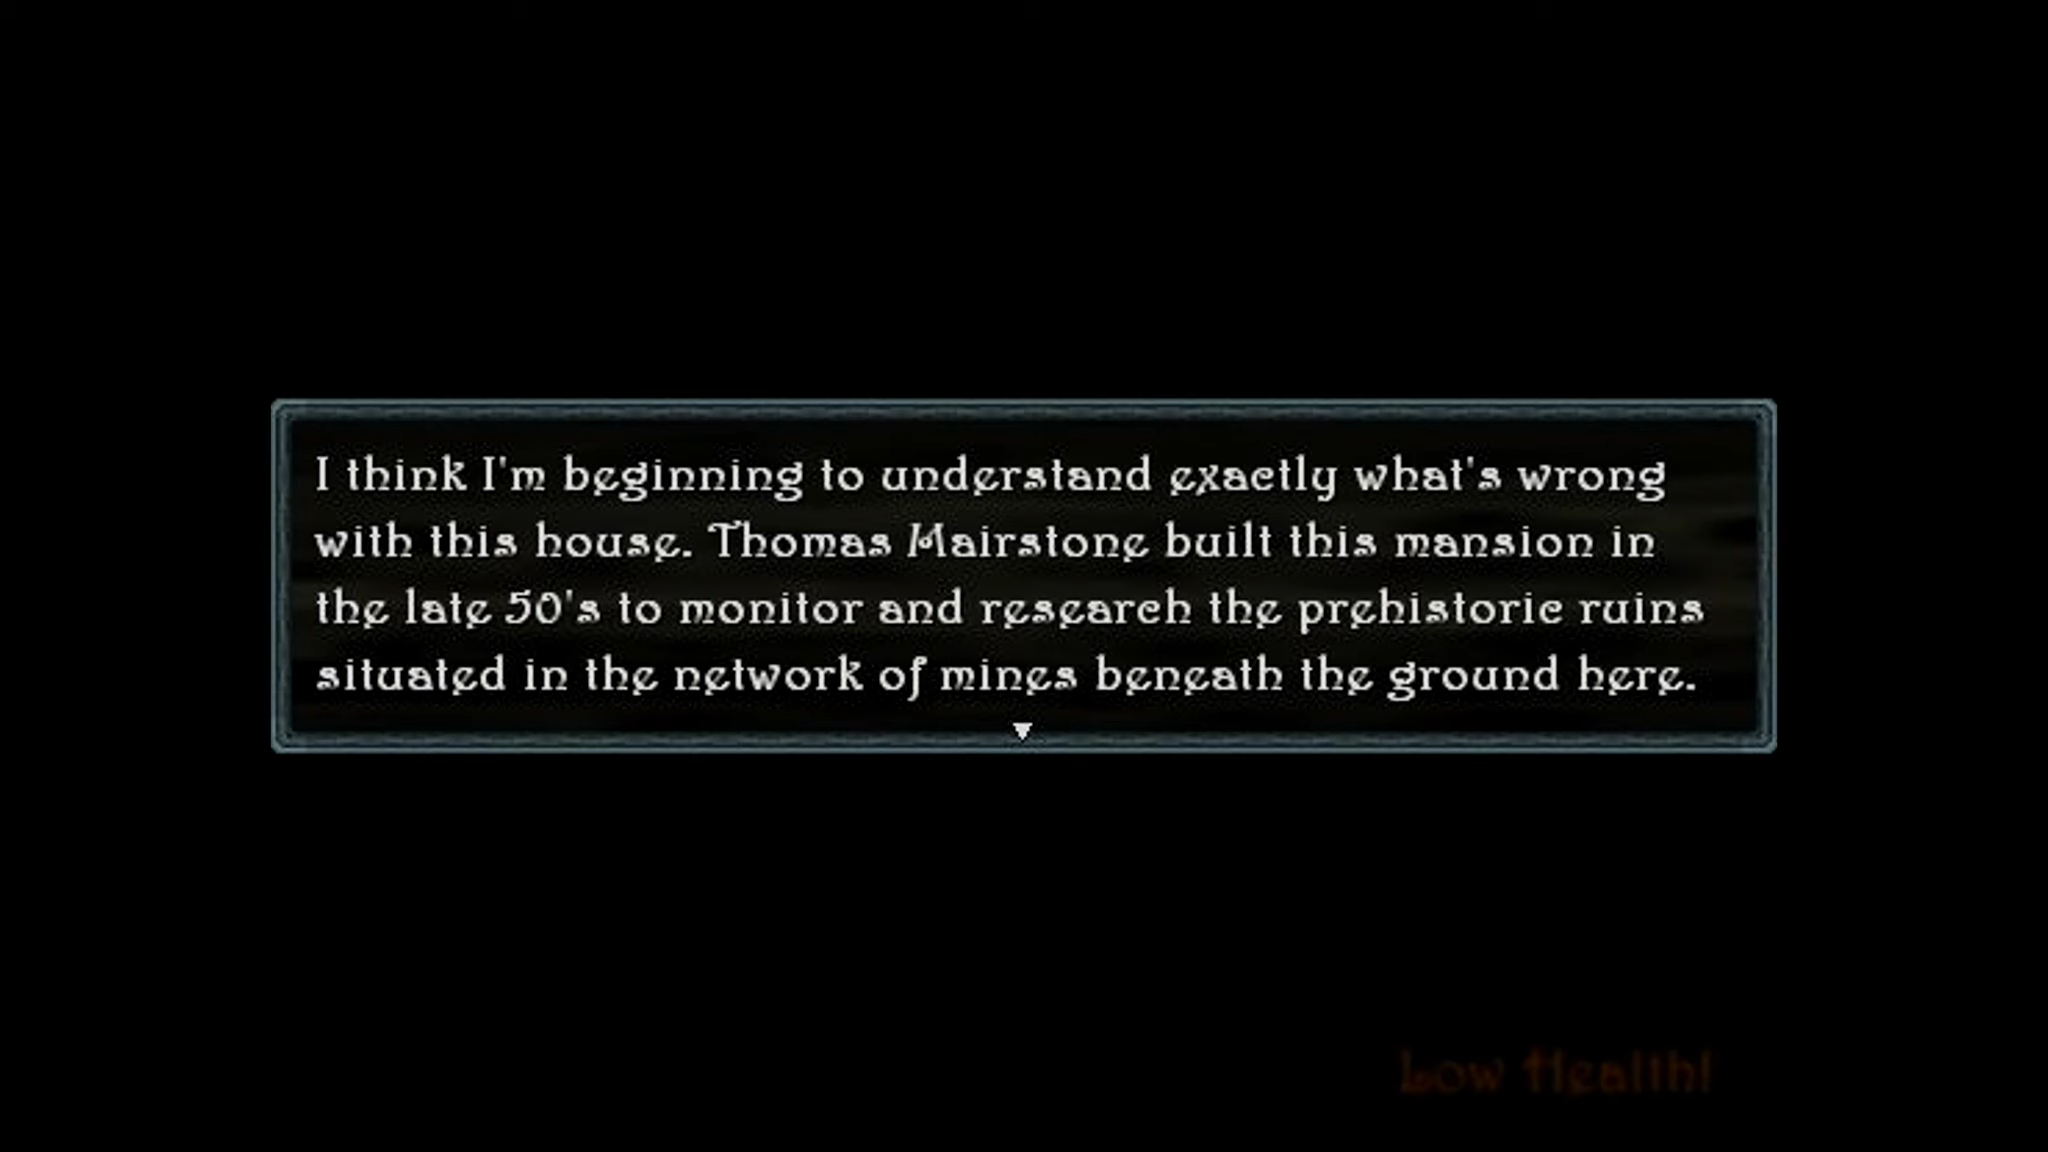 I think I'm beginning to understand exactly what's wrong
with this house. Thomas Mairstone built this mansion in
the late 50's to monitor and research the prehistoric ruins
situated in the network of mines beneath the ground here.
Low Health!